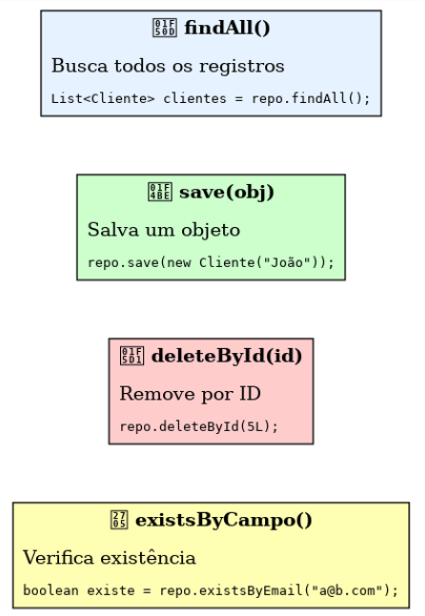 🔍 findAll()
Busca todos os registros
List<Cliente> clientes = repo.findAll();
💾 save(obj)
Salva um objeto
repo.save(new Cliente("João"));
🗑 deleteById(id)
Remove por ID
repo.deleteById(5L);
✅ existsByCampo()
Verifica existência
boolean existe = repo.existsByEmail("a@b.com");